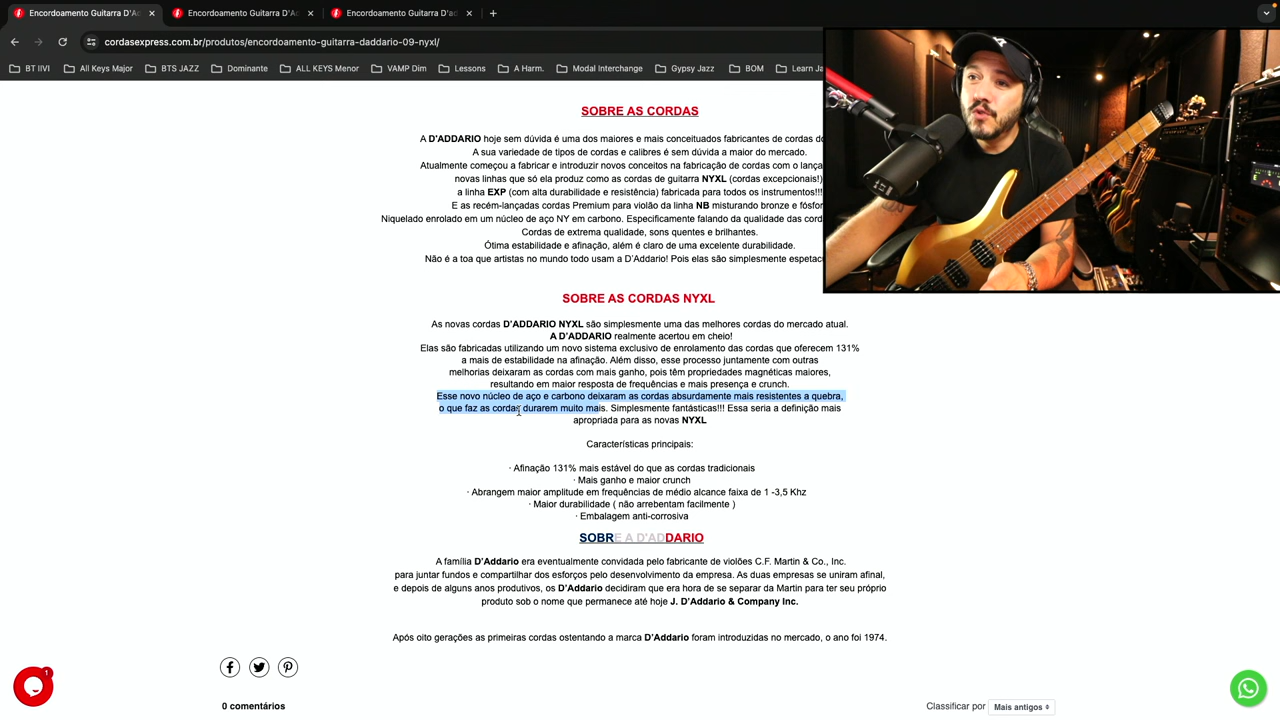 Encordoamento Guitarra D'A
Encordoamento Guitarra D'A
Encordoamento Guitarra D'ad
cordasexpress.com.br/produtos/encordoamento-guitarra-daddario-09-nyxl/
BT IIVI
All Keys Major
BTS JAZZ
Dominante
ALL KEYS Menor
VAMP Dim
Lessons
A Harm.
Modal Interchange
Gypsy Jazz
BOM
Learn Ja
SOBRE AS CORDAS
A D'ADDARIO hoje sem dúvida é uma dos maiores e mais conceituados fabricantes de cordas do
A sua variedade de tipos de cordas e calibres é sem dúvida a maior do mercado.
Atualmente começou a fabricar e introduzir novos conceitos na fabricação de cordas com o lança
novas linhas que só ela produz como as cordas de guitarra NYXL (cordas excepcionais!)
a linha EXP (com alta durabilidade e resistência) fabricada para todos os instrumentos!!!
E as recém-lançadas cordas Premium para violão da linha NB misturando bronze e fósfor
Niquelado enrolado em um núcleo de aço NY em carbono. Especificamente falando da qualidade das cord
Cordas de extrema qualidade, sons quentes e brilhantes.
Ótima estabilidade e afinação, além é claro de uma excelente durabilidade.
Não é a toa que artistas no mundo todo usam a D'Addario! Pois elas são simplesmente espetacu
SOBRE AS CORDAS NYXL
As novas cordas D'ADDARIO NYXL são simplesmente uma das melhores cordas do mercado atual.
A D'ADDARIO realmente acertou em cheio!
Elas são fabricadas utilizando um novo sistema exclusivo de enrolamento das cordas que oferecem 131%
a mais de estabilidade na afinação. Além disso, esse processo juntamente com outras
melhorias deixaram as cordas com mais ganho, pois têm propriedades magnéticas maiores,
resultando em maior resposta de frequências e mais presença e crunch.
Esse novo núcleo de aço e carbono deixaram as cordas absurdamente mais resistentes a quebra,
o que faz as cordas durarem muito mais. Simplesmente fantásticas!!! Essa seria a definição mais
apropriada para as novas NYXL
Características principais:
· Afinação 131% mais estável do que as cordas tradicionais
· Mais ganho e maior crunch
· Abrangem maior amplitude em frequências de médio alcance faixa de 1 -3,5 Khz
· Maior durabilidade ( não arrebentam facilmente )
· Embalagem anti-corrosiva
SOBRE A D'ADDARIO
A família D'Addario era eventualmente convidada pelo fabricante de violões C.F. Martin & Co., Inc.
para juntar fundos e compartilhar dos esforços pelo desenvolvimento da empresa. As duas empresas se uniram afinal,
e depois de alguns anos produtivos, os D'Addario decidiram que era hora de se separar da Martin para ter seu próprio
produto sob o nome que permanece até hoje J. D'Addario & Company Inc.
Após oito gerações as primeiras cordas ostentando a marca D'Addario foram introduzidas no mercado, o ano foi 1974.
1
0 comentários
Classificar por
Mais antigos